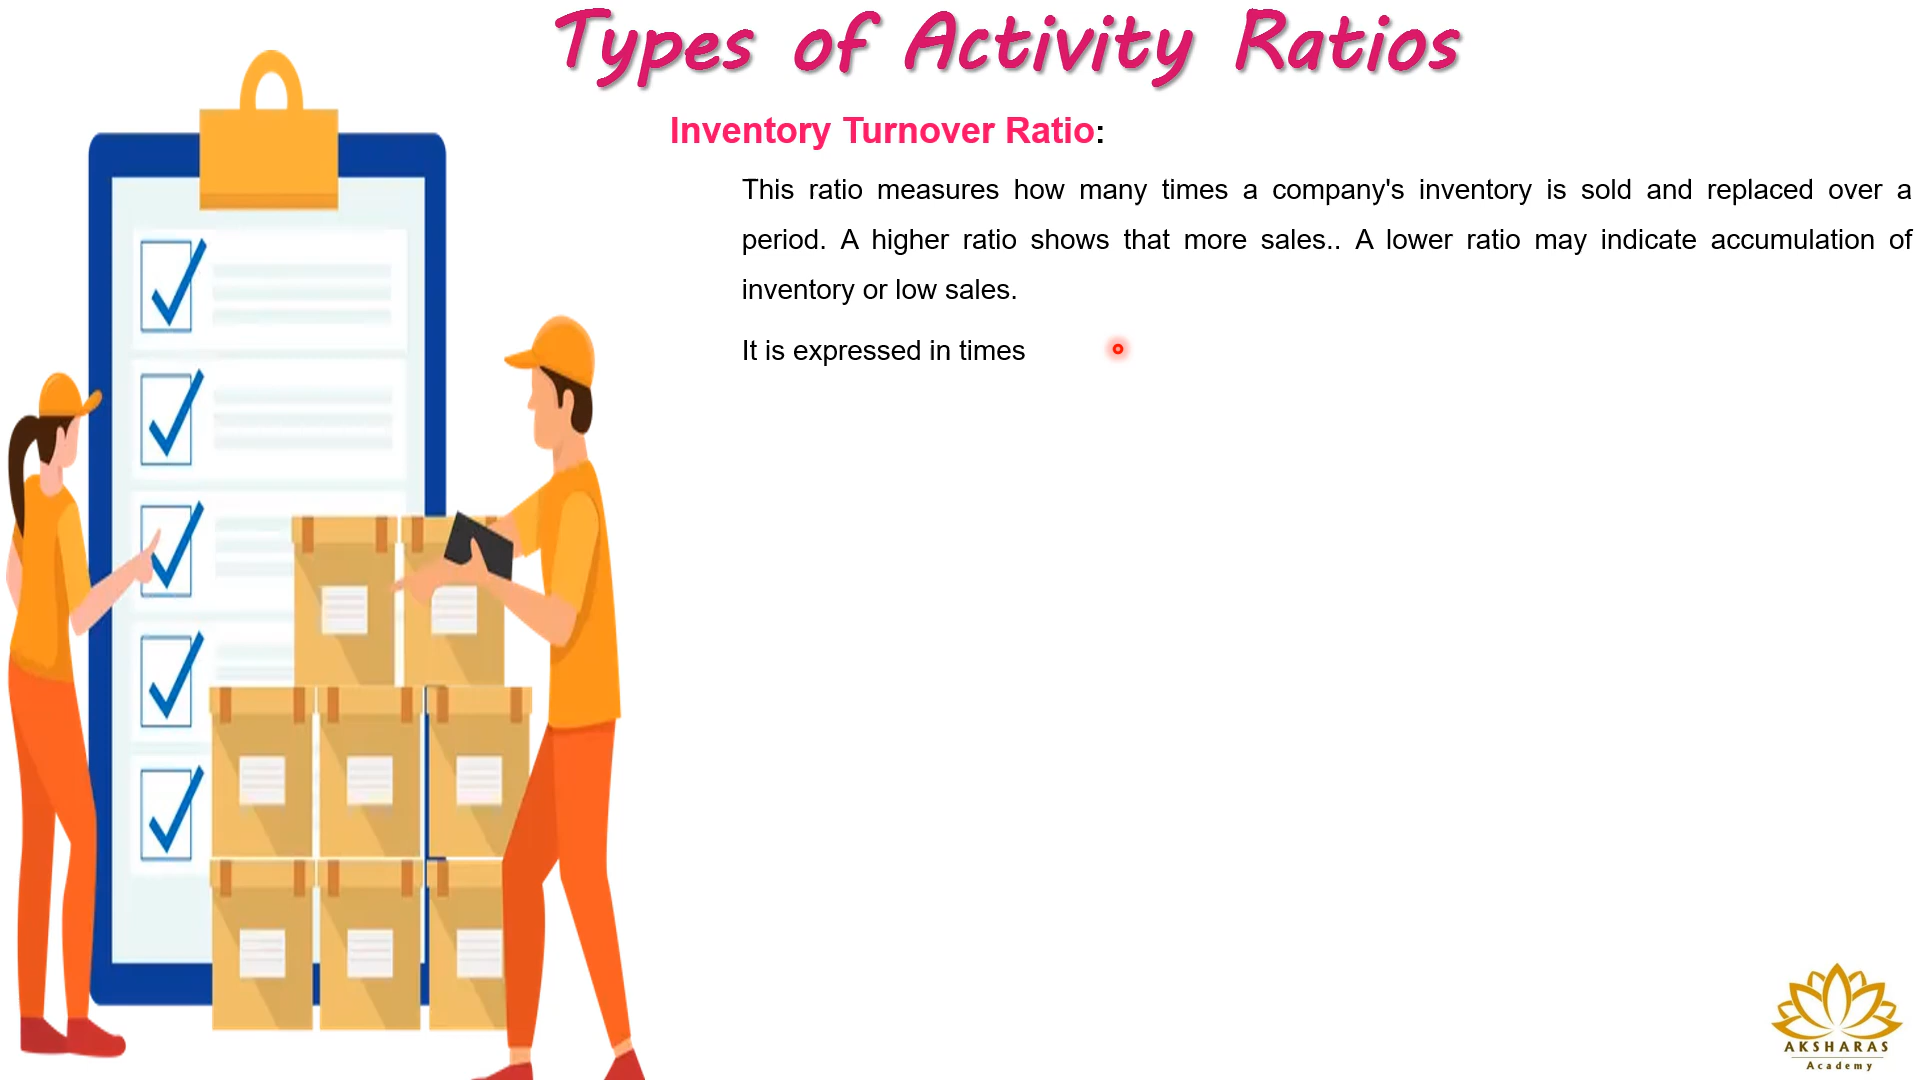 Types of Activity Ratios
Inventory Turnover Ratio:
This ratio measures how many times a company's inventory is sold and replaced over a
period. A higher ratio shows that more sales.. A lower ratio may indicate accumulation of
inventory or low sales.
It is expressed in times
AKSHARAS
Academy